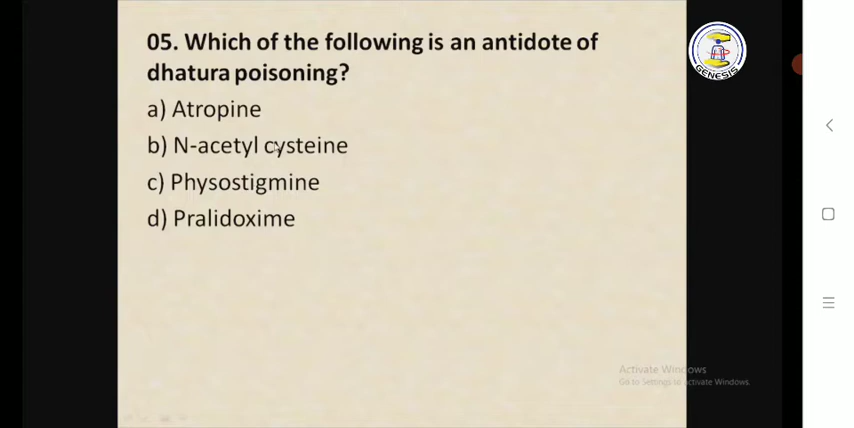 05. Which of the following is an antidote of
dhatura poisoning?
a) Atropine
b) N-acetyl cysteine
c) Physostigmine
d) Pralidoxime
GENESIS
Activate Windows
Go to Settings to activate Windows.